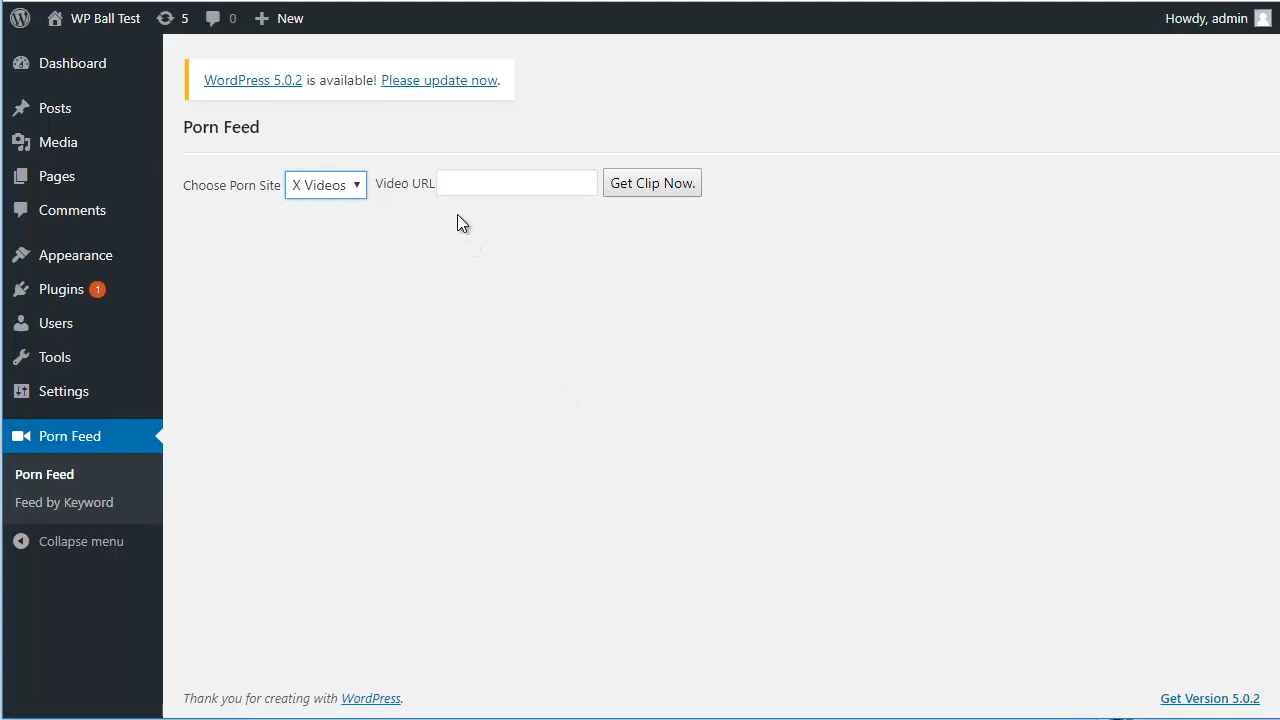 WP Ball Test 5 0 New Howdy, admin
Dashboard
Posts
Media
Pages
Comments
Appearance
Plugins 1
Users
Tools
Settings
Porn Feed
Porn Feed
Feed by Keyword
Collapse menu
WordPress 5.0.2 is available! Please update now.
Porn Feed
Choose Porn Site X Videos Video URL Get Clip Now.
Thank you for creating with WordPress. Get Version 5.0.2